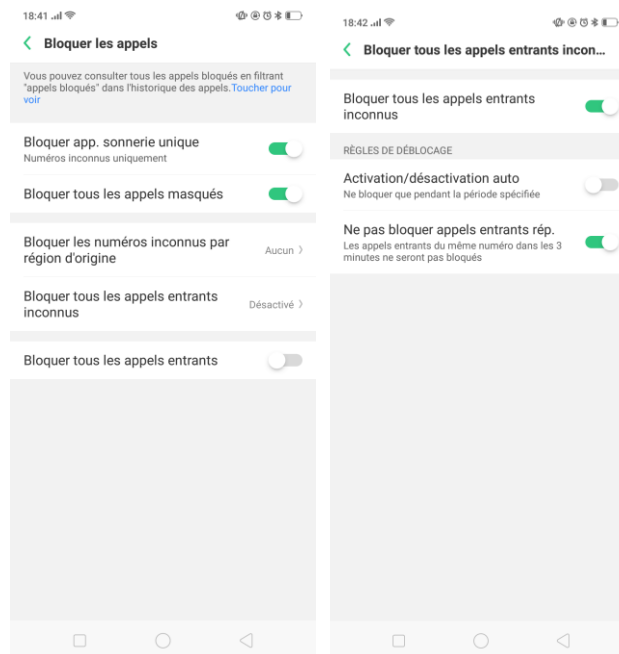 18:41
Bloquer les appels
Vous pouvez consulter tous les appels bloqués en filtrant
"appels bloqués" dans l'historique des appels.Toucher pour
voir
Bloquer app. sonnerie unique
Numéros inconnus uniquement
Bloquer tous les appels masqués
Bloquer les numéros inconnus par
région d'origine
Aucun
Bloquer tous les appels entrants
inconnus
Désactivé
Bloquer tous les appels entrants
18:42
Bloquer tous les appels entrants incon...
Bloquer tous les appels entrants
inconnus
RÈGLES DE DÉBLOCAGE
Activation/désactivation auto
Ne bloquer que pendant la période spécifiée
Ne pas bloquer appels entrants rép.
Les appels entrants du même numéro dans les 3
minutes ne seront pas bloqués